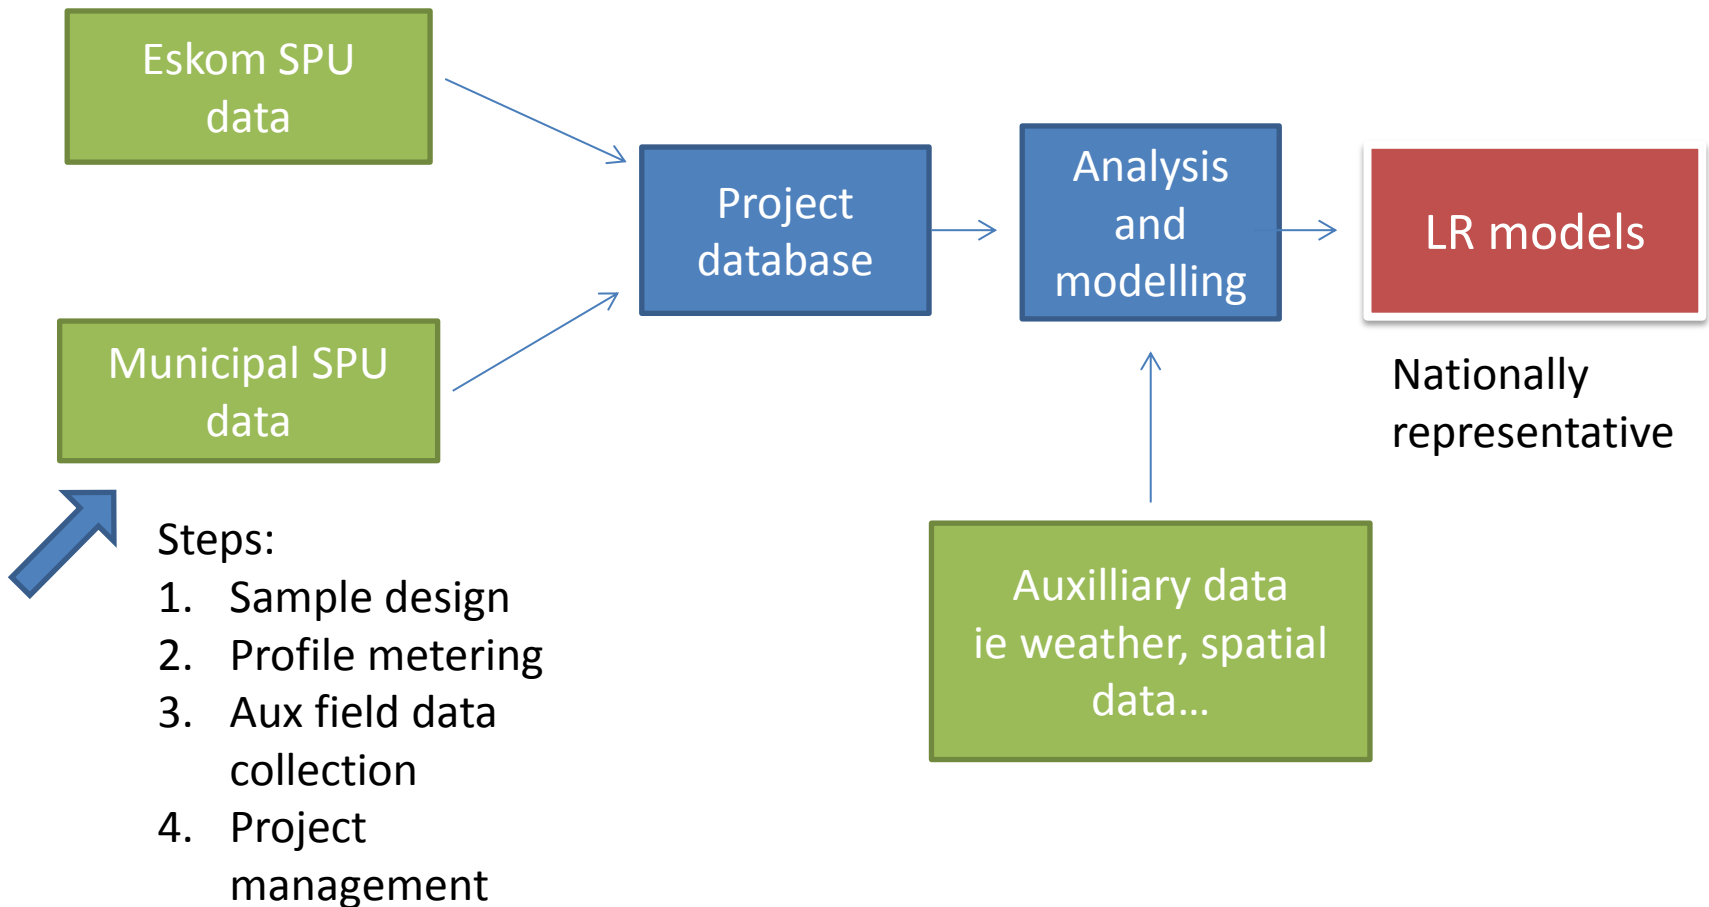 Eskom SPU
data
Municipal SPU
data
Steps:
1. Sample design
2. Profile metering
3. Aux field data
collection
4. Project
management
Project
database
Analysis
and
modelling
LR models
Nationally
representative
Auxilliary data
ie weather, spatial
data…